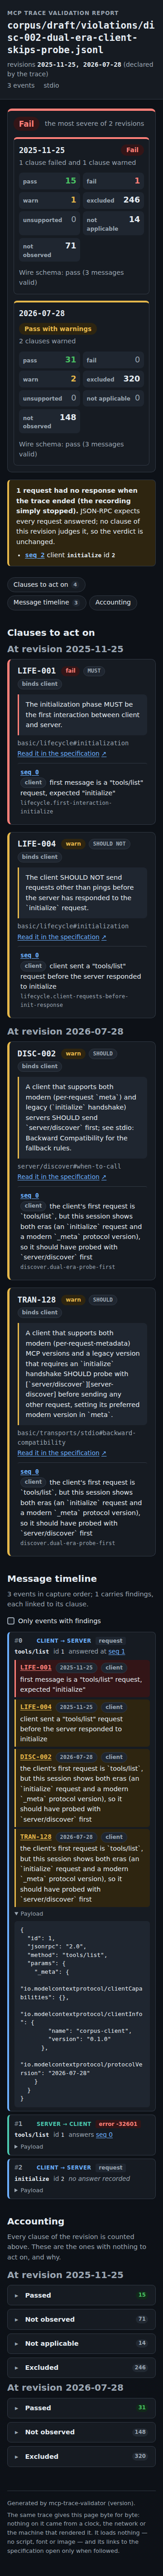 MCP TRACE VALIDATION REPORT
corpus/draft/violations/di
sc-002-dual-era-client-
skips-probe.jsonl
revisions 2025-11-25, 2026-07-28 (declared
by the trace)
3 events stdio
Fail the most severe of 2 revisions
2025-11-25 Fail
1 clause failed and 1 clause warned
pass 15 fail 1
warn 1 excluded 246
unsupported 0 not applicable 14
not observed 71
Wire schema: pass (3 messages
valid)
2026-07-28
Pass with warnings
2 clauses warned
pass 31 fail 0
warn 2 excluded 320
unsupported 0 not applicable 0
not observed 148
Wire schema: pass (3 messages
valid)
1 request had no response when
the trace ended (the recording
simply stopped). JSON-RPC expects
every request answered; no clause of
this revision judges it, so the verdict is
unchanged.
• seq 2 client initialize id 2
Clauses to act on 4
Message timeline 3 Accounting
Clauses to act on
At revision 2025-11-25
LIFE-001 fail MUST
binds client
The initialization phase MUST be
the first interaction between client
and server.
basic/lifecycle#initialization
Read it in the specification ↗
seq 0
client first message is a "tools/list"
request, expected "initialize"
lifecycle.first-interaction-
initialize
LIFE-004 warn SHOULD NOT
binds client
The client SHOULD NOT send
requests other than pings before
the server has responded to the
`initialize` request.
basic/lifecycle#initialization
Read it in the specification ↗
seq 0
client client sent a "tools/list"
request before the server responded
to initialize
lifecycle.client-requests-before-
init-response
At revision 2026-07-28
DISC-002 warn SHOULD
binds client
A client that supports both
modern (per-request `_meta`) and
legacy (`initialize` handshake)
servers SHOULD send
`server/discover` first; see stdio:
Backward Compatibility for the
fallback rules.
server/discover#when-to-call
Read it in the specification ↗
seq 0
client the client's first request is
`tools/list`, but this session shows
both eras (an `initialize` request and
a modern `_meta` protocol version),
so it should have probed with
`server/discover` first
discover.dual-era-probe-first
TRAN-128 warn SHOULD
binds client
A client that supports both
modern (per-request-metadata)
MCP versions and a legacy version
that requires an `initialize`
handshake SHOULD probe with
[`server/discover`][server-
discover] before sending any
other request, setting its preferred
modern version in `_meta`.
basic/transports/stdio#backward-
compatibility
Read it in the specification ↗
seq 0
client the client's first request is
`tools/list`, but this session shows
both eras (an `initialize` request and
a modern `_meta` protocol version),
so it should have probed with
`server/discover` first
discover.dual-era-probe-first
Message timeline
3 events in capture order; 1 carries findings,
each linked to its clause.
Only events with findings
#0 CLIENT → SERVER request
tools/list id 1 answered at seq 1
LIFE-001 2025-11-25 client
first message is a "tools/list" request,
expected "initialize"
LIFE-004 2025-11-25 client
client sent a "tools/list" request
before the server responded to
initialize
DISC-002 2026-07-28 client
the client's first request is `tools/list`,
but this session shows both eras (an
`initialize` request and a modern
`_meta` protocol version), so it
should have probed with
`server/discover` first
TRAN-128 2026-07-28 client
the client's first request is `tools/list`,
but this session shows both eras (an
`initialize` request and a modern
`_meta` protocol version), so it
should have probed with
`server/discover` first
▾ Payload
{
"id": 1,
"jsonrpc": "2.0",
"method": "tools/list",
"params": {
"_meta": {
"io.modelcontextprotocol/clientCapa
bilities": {},
"io.modelcontextprotocol/clientInfo
": {
"name": "corpus-client",
"version": "0.1.0"
},
"io.modelcontextprotocol/protocolVe
rsion": "2026-07-28"
}
}
}
#1 SERVER → CLIENT error -32601
tools/list id 1 answers seq 0
▸ Payload
#2 CLIENT → SERVER request
initialize id 2 no answer recorded
▸ Payload
Accounting
Every clause of the revision is counted
above. These are the ones with nothing to
act on, and why.
At revision 2025-11-25
▸ Passed 15
▸ Not observed 71
▸ Not applicable 14
▸ Excluded 246
At revision 2026-07-28
▸ Passed 31
▸ Not observed 148
▸ Excluded 320
Generated by mcp-trace-validator (version).
The same trace gives this page byte for byte:
nothing on it came from a clock, the network or
the machine that rendered it. It loads nothing —
no script, font or image — and its links to the
specification open only when followed.